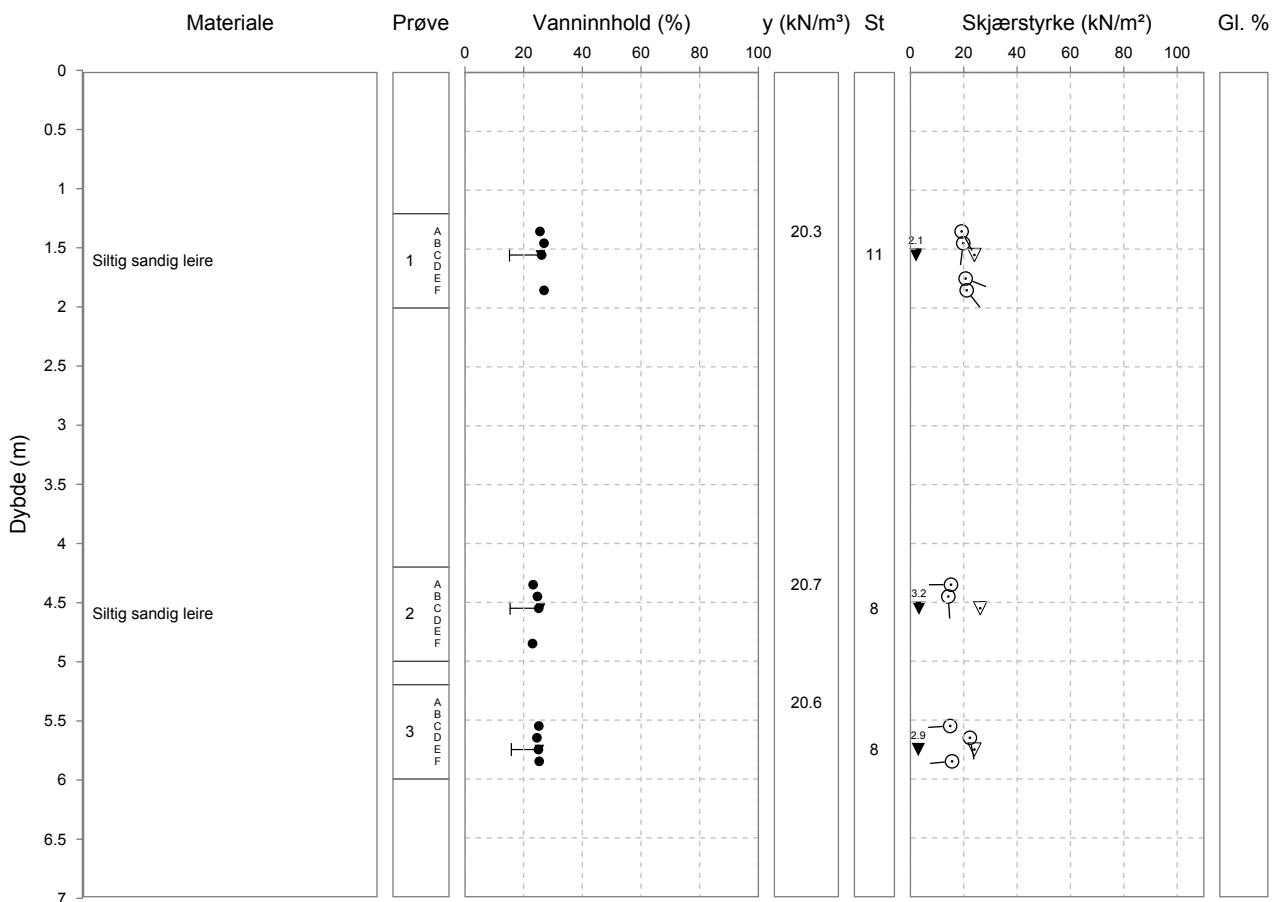 Materiale Prøve Vanninnhold (%) y (kN/m³) St Skjærstyrke (kN/m²) Gl. %
0 20 40 60 80 100 0 20 40 60 80 100
Dybde (m)
0
0.5
1
1.5
2
2.5
3
3.5
4
4.5
5
5.5
6
6.5
7
Siltig sandig leire
1
A
B
C
D
E
F
20.3
11
2.1
Siltig sandig leire
2
A
B
C
D
E
F
20.7
8
3.2
3
A
B
C
D
E
F
20.6
8
2.9